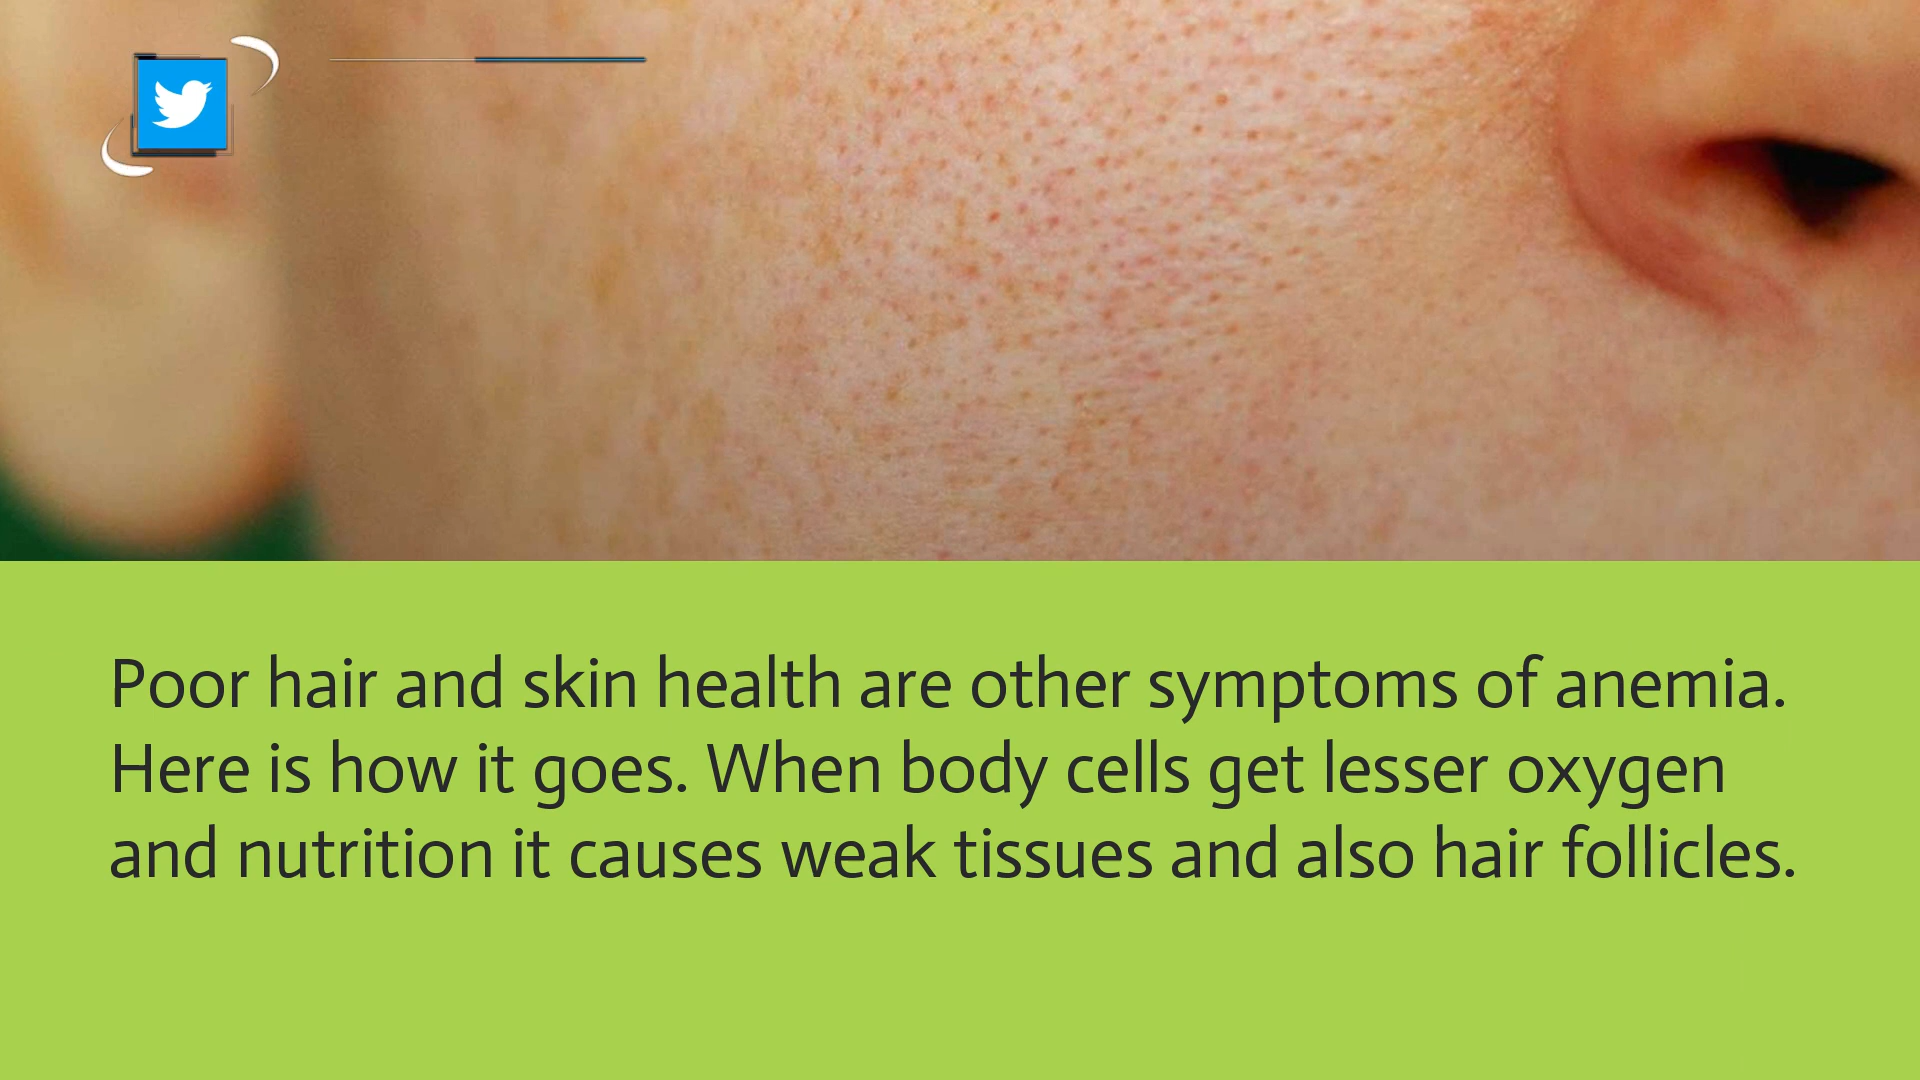 Poor hair and skin health are other symptoms of anemia.
Here is how it goes. When body cells get lesser oxygen
and nutrition it causes weak tissues and also hair follicles.